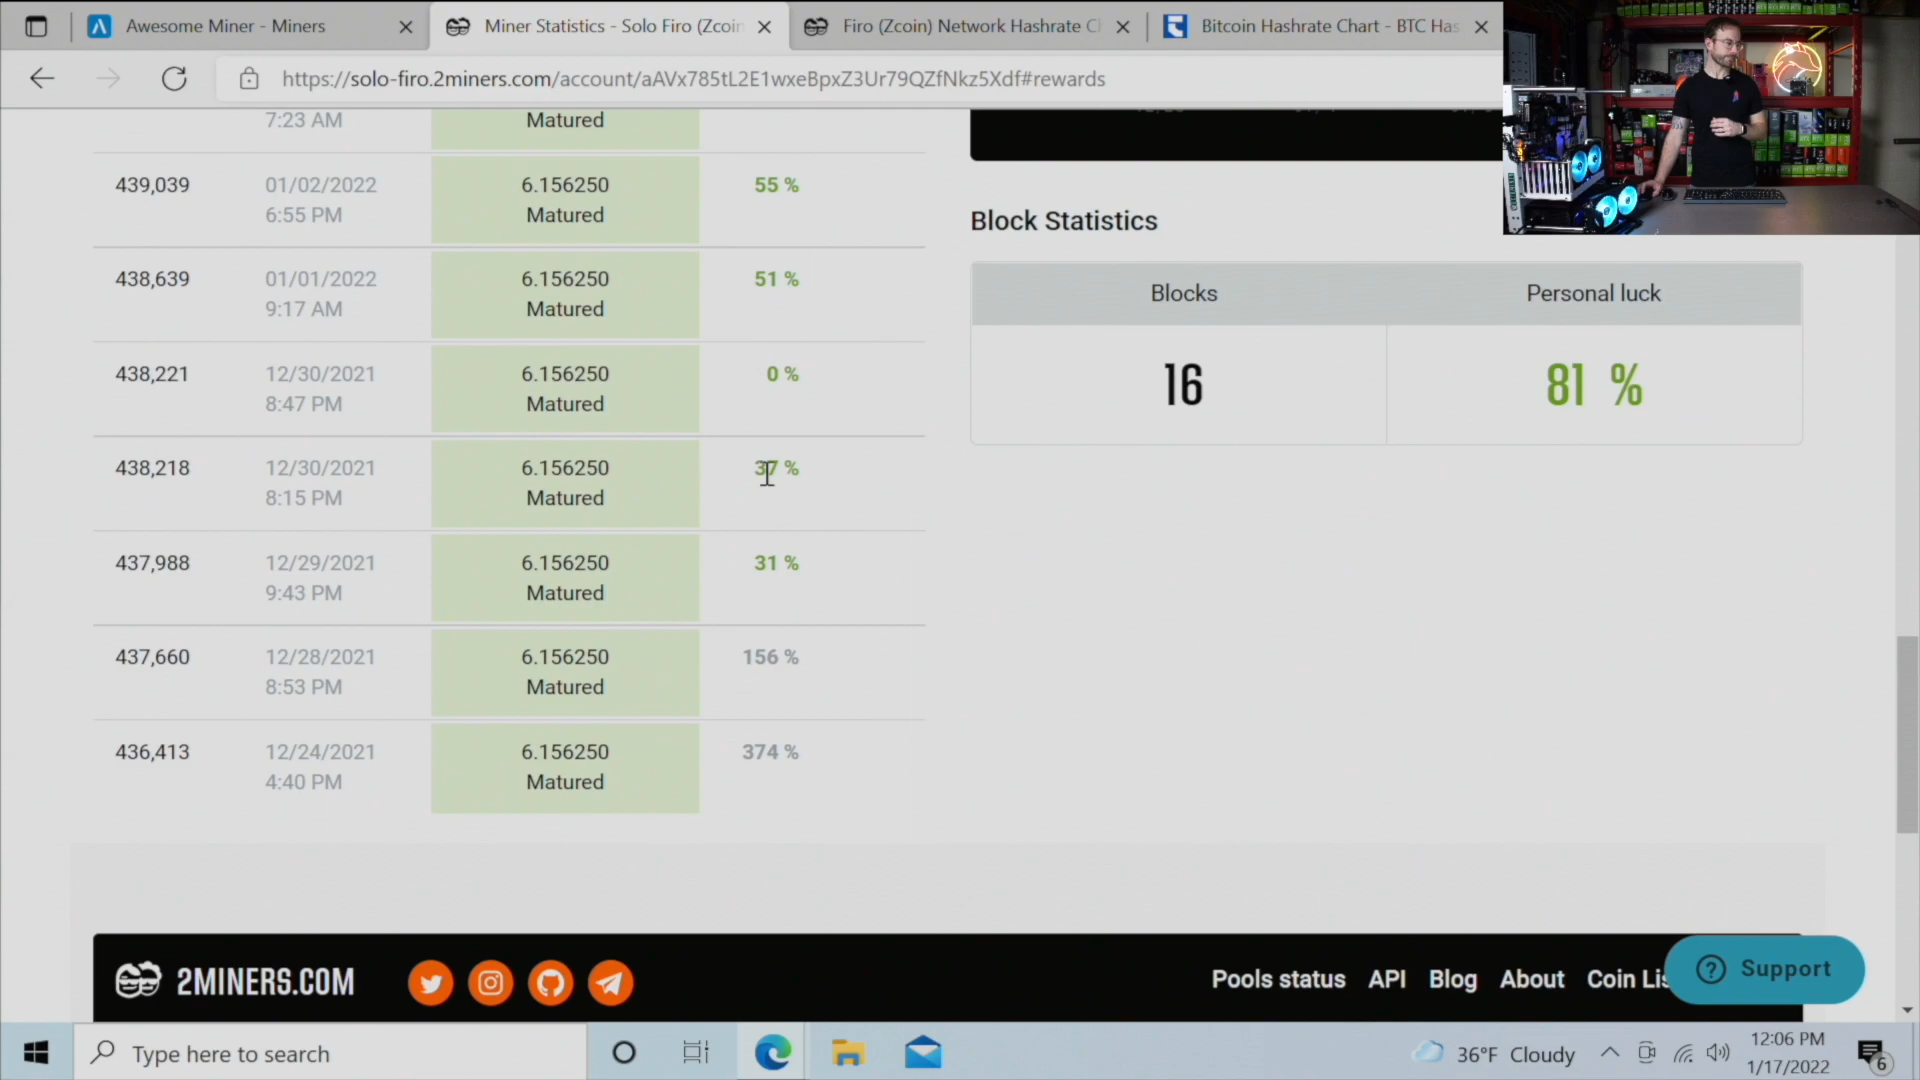 Awesome Miner - Miners
Miner Statistics - Solo Firo (Zcoin
Firo (Zcoin) Network Hashrate C
Bitcoin Hashrate Chart - BTC Has
https://solo-firo.2miners.com/account/aAVx785tL2E1wxeBpxZ3Ur79QZfNkz5Xdf#rewards
7:23 AM
Matured
439,039
01/02/2022
6:55 PM
6.156250
Matured
55 %
438,639
01/01/2022
9:17 AM
6.156250
Matured
51 %
438,221
12/30/2021
8:47 PM
6.156250
Matured
0 %
438,218
12/30/2021
8:15 PM
6.156250
Matured
37 %
437,988
12/29/2021
9:43 PM
6.156250
Matured
31 %
437,660
12/28/2021
8:53 PM
6.156250
Matured
156 %
436,413
12/24/2021
4:40 PM
6.156250
Matured
374 %
Block Statistics
Blocks
Personal luck
16
81 %
2MINERS.COM
Pools status
API
Blog
About
Coin Lis
Support
Type here to search
36°F Cloudy
12:06 PM
1/17/2022
6